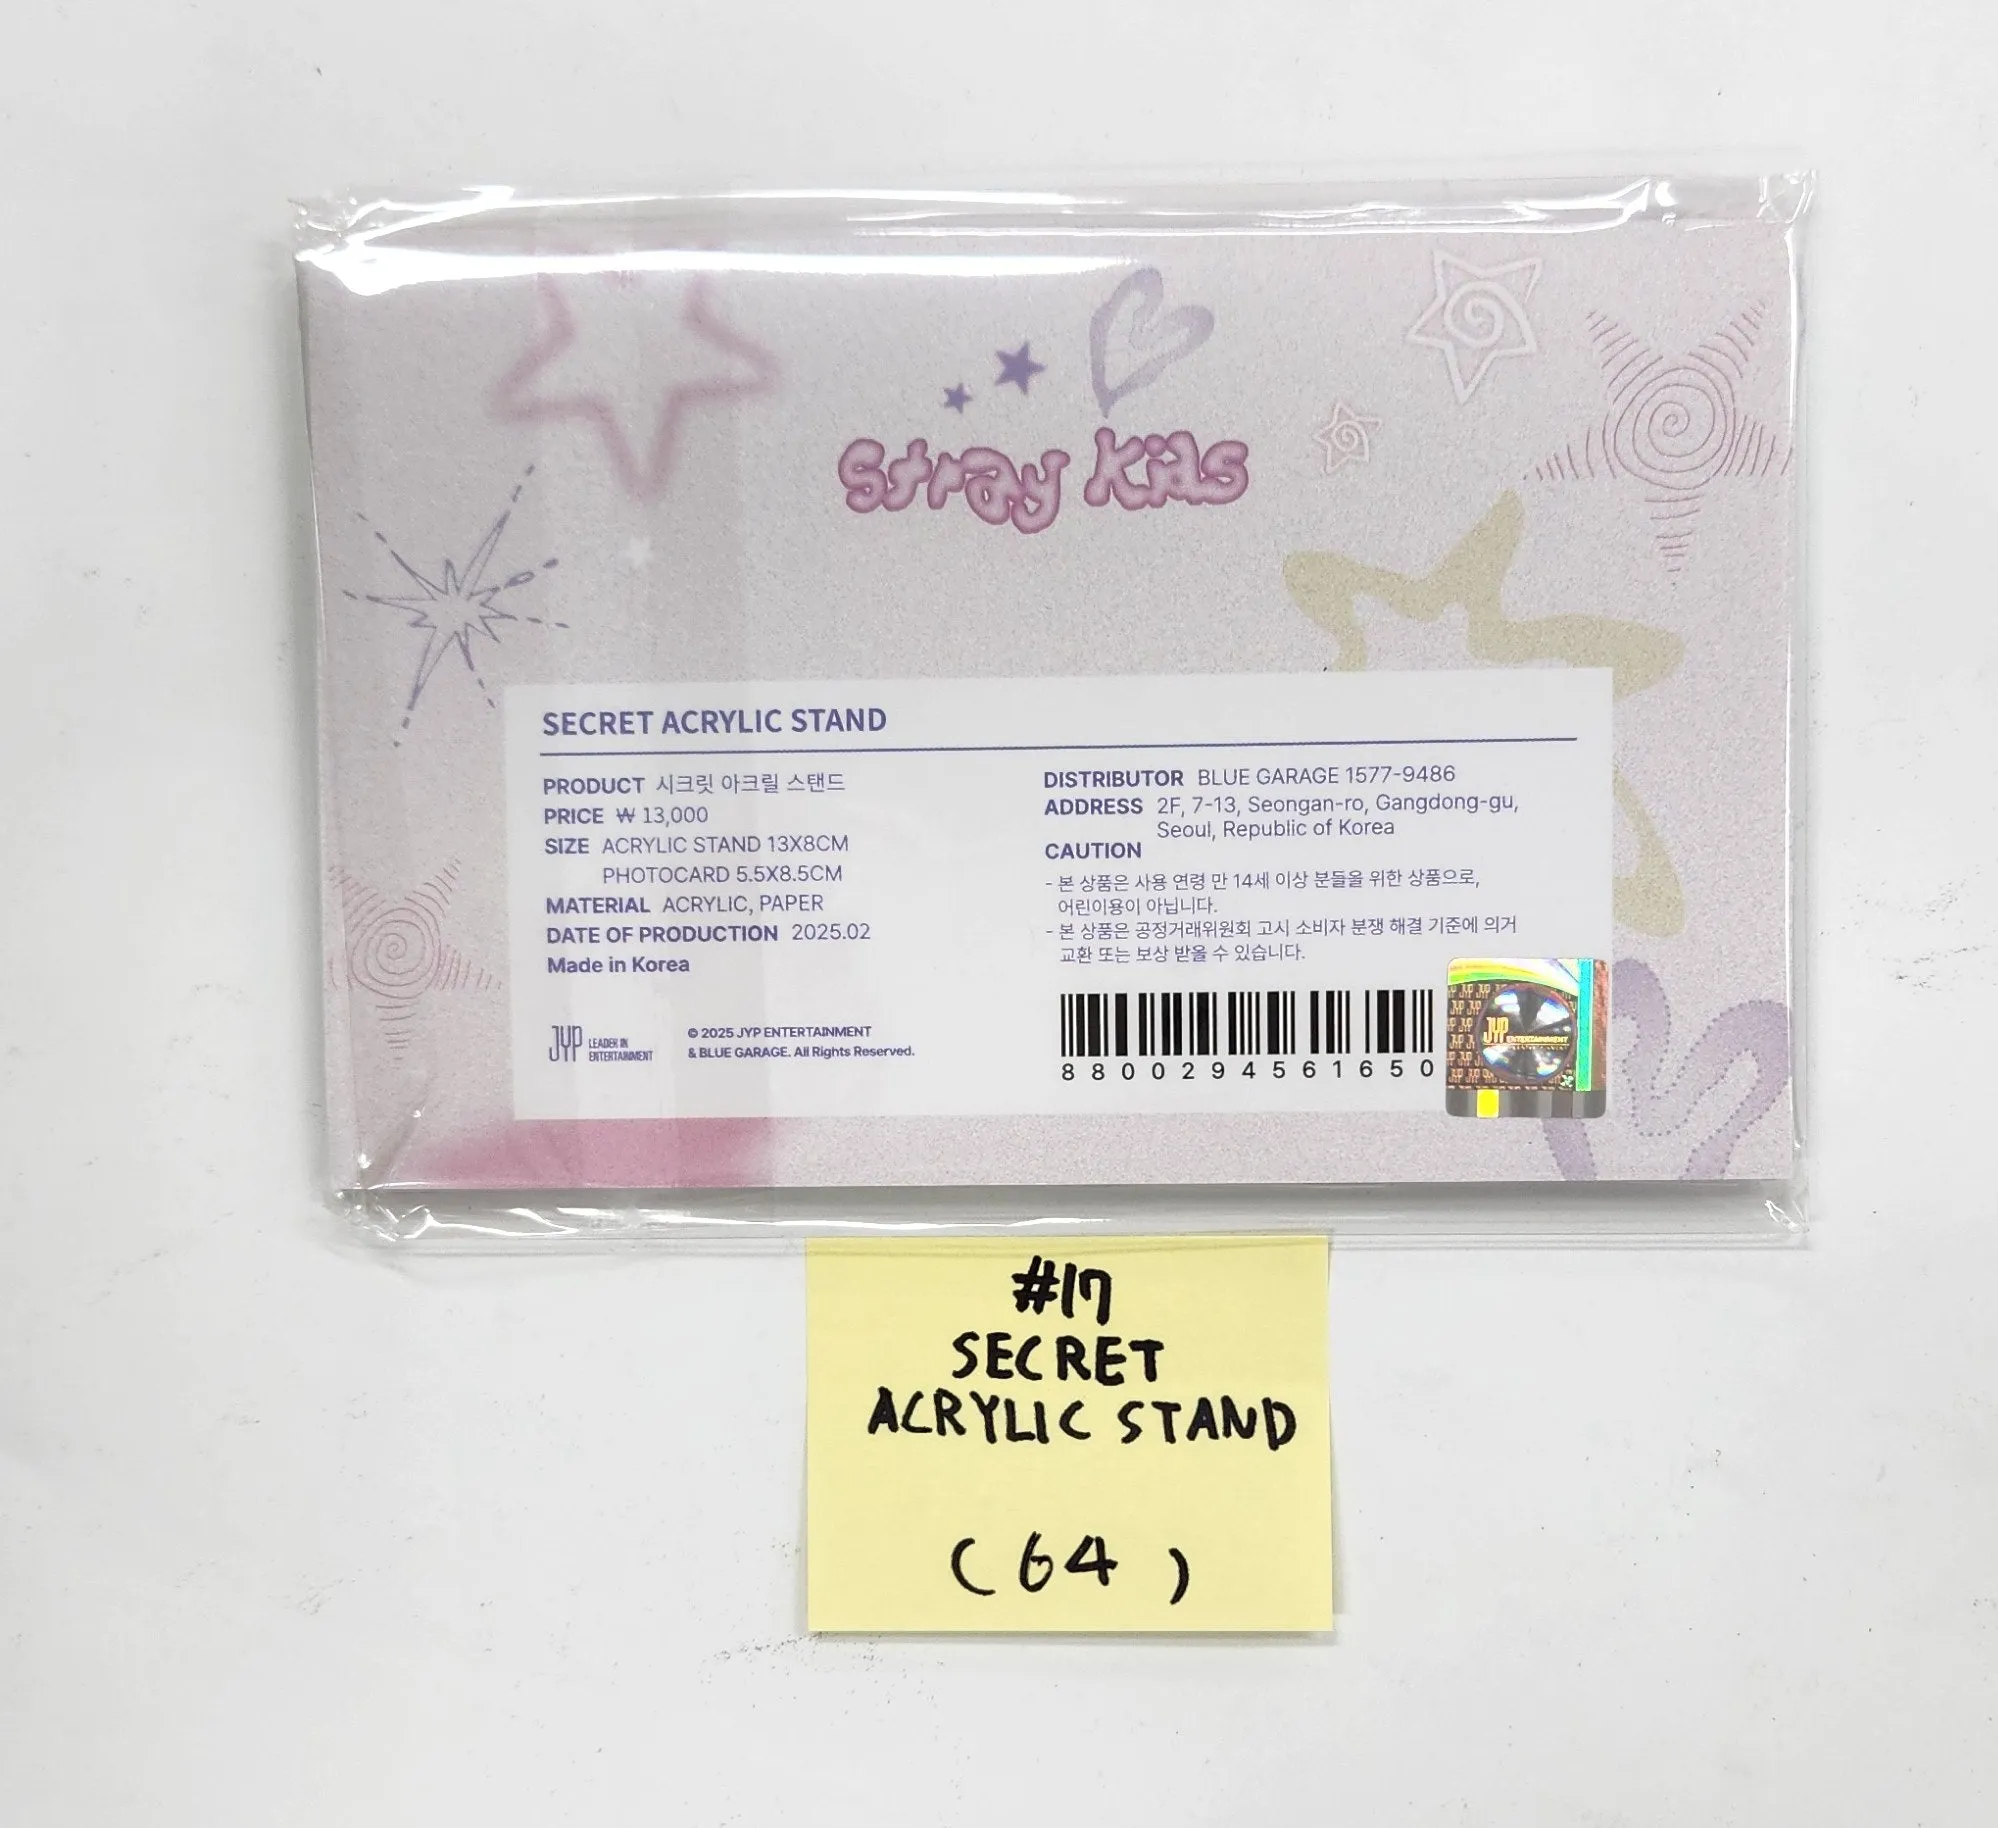 Stray Kids
SECRET ACRYLIC STAND
PRODUCT 시크릿 아크릴 스탠드
PRICE ₩ 13,000
SIZE ACRYLIC STAND 13X8CM
PHOTOCARD 5.5X8.5CM
MATERIAL ACRYLIC, PAPER
DATE OF PRODUCTION 2025.02
Made in Korea
JYP LEADER IN
ENTERTAINMENT
© 2025 JYP ENTERTAINMENT
& BLUE GARAGE. All Rights Reserved.
DISTRIBUTOR BLUE GARAGE 1577-9486
ADDRESS 2F, 7-13, Seongan-ro, Gangdong-gu,
Seoul, Republic of Korea
CAUTION
- 본 상품은 사용 연령 만 14세 이상 분들을 위한 상품으로,
어린이용이 아닙니다.
- 본 상품은 공정거래위원회 고시 소비자 분쟁 해결 기준에 의거
교환 또는 보상 받을 수 있습니다.
8800294561650
JYP ENTERTAINMENT
#17
SECRET
ACRYLIC STAND
(64)